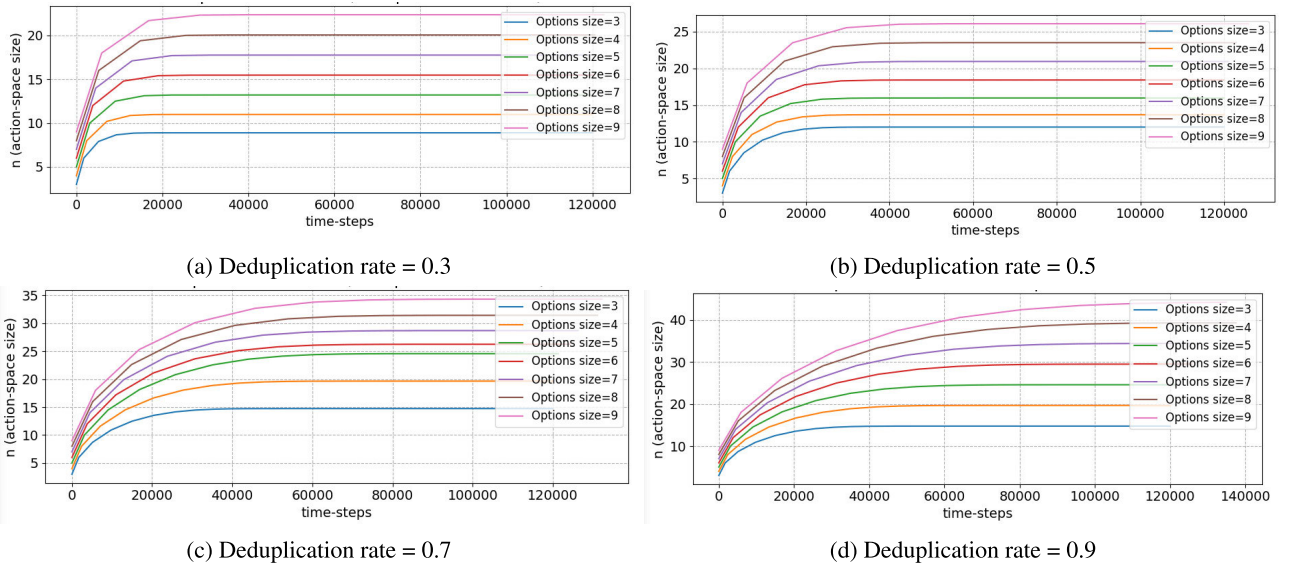 n (action-space size)
20
15
10
5
0
20000
40000
60000
80000
100000
120000
time-steps
Options size=3
Options size=4
Options size=5
Options size=6
Options size=7
Options size=8
Options size=9
(a) Deduplication rate = 0.3
n (action-space size)
25
20
15
10
5
0
20000
40000
60000
80000
100000
120000
time-steps
Options size=3
Options size=4
Options size=5
Options size=6
Options size=7
Options size=8
Options size=9
(b) Deduplication rate = 0.5
n (action-space size)
35
30
25
20
15
10
5
0
20000
40000
60000
80000
100000
120000
time-steps
Options size=3
Options size=4
Options size=5
Options size=6
Options size=7
Options size=8
Options size=9
(c) Deduplication rate = 0.7
n (action-space size)
40
30
20
10
0
20000
40000
60000
80000
100000
120000
140000
time-steps
Options size=3
Options size=4
Options size=5
Options size=6
Options size=7
Options size=8
Options size=9
(d) Deduplication rate = 0.9